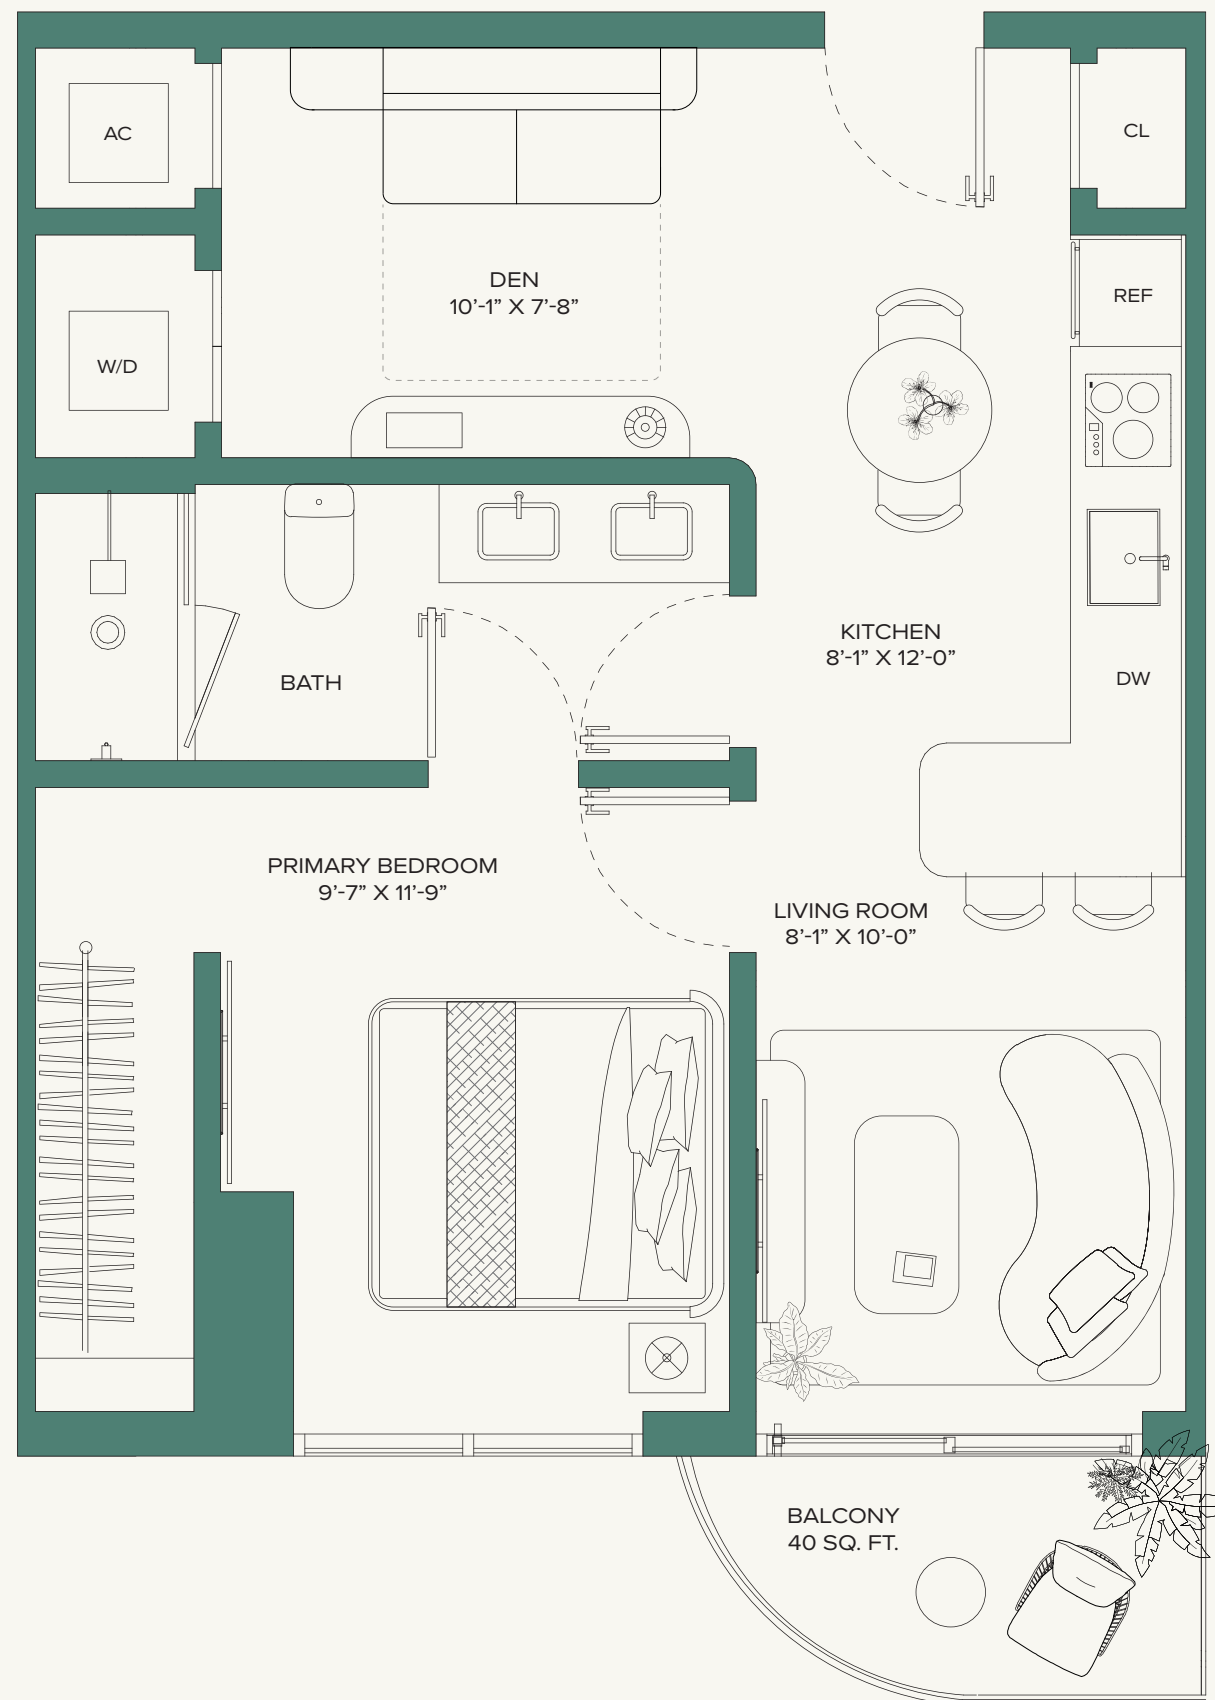 AC
CL
DEN
10’-1” X 7’-8”
REF
W/D
KITCHEN
8’-1” X 12’-0”
BATH
DW
PRIMARY BEDROOM
9’-7” X 11’-9”
LIVING ROOM
8’-1” X 10’-0”
BALCONY
40 SQ. FT.